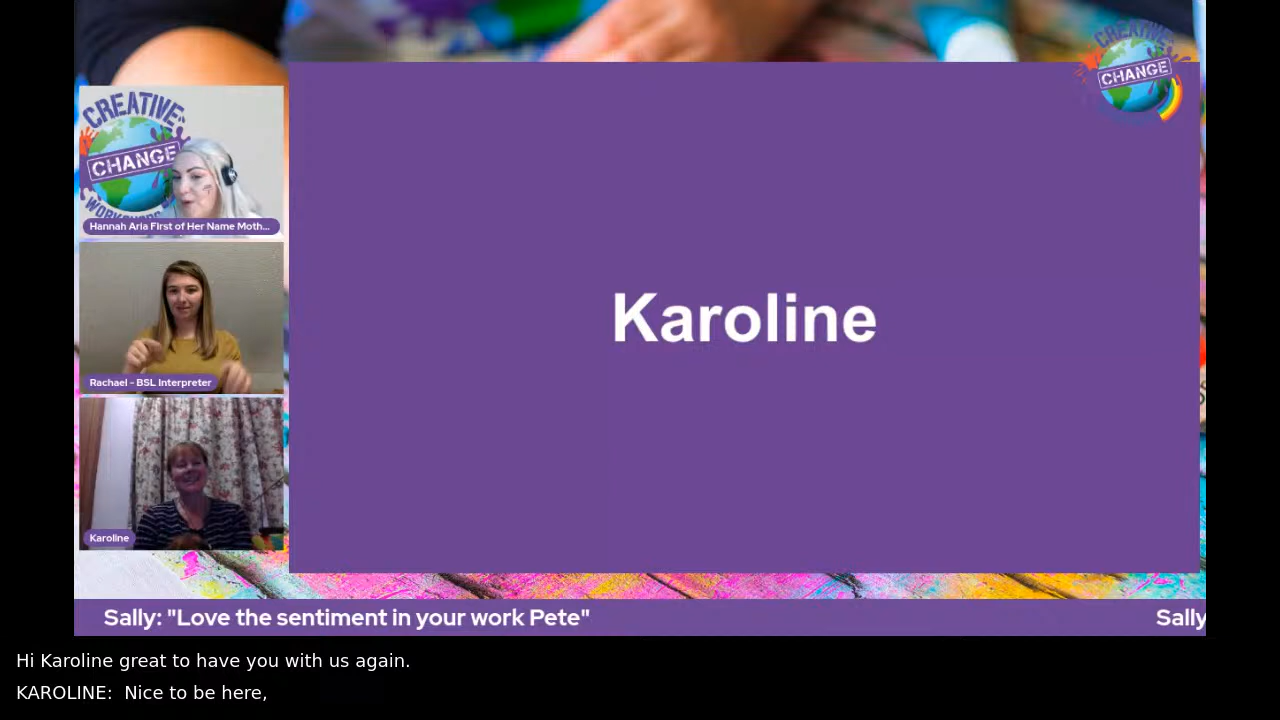 CREATIVE
CHANGE
CREATIVE
CHANGE
Hannah Aria First of Her Name Moth...
Rachael - BSL Interpreter
Karoline
Karoline
Sally: "Love the sentiment in your work Pete"
Sally
Hi Karoline great to have you with us again.
KAROLINE: Nice to be here,